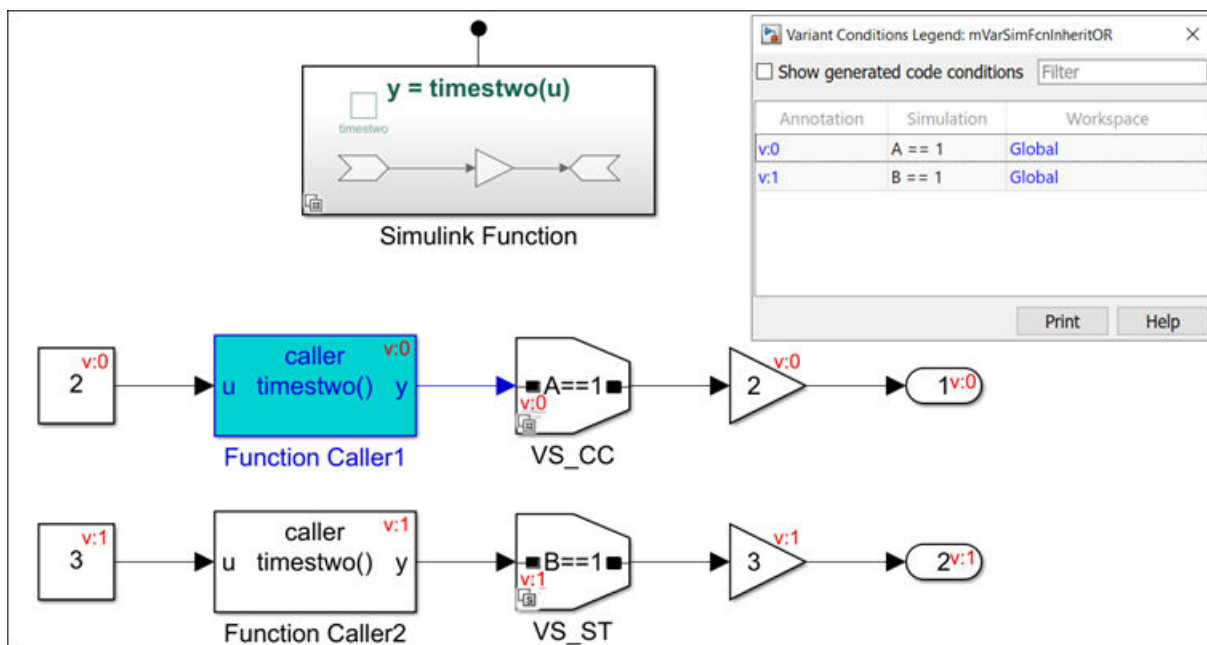 Variant Conditions Legend: mVarSimFcnInheritOR
Show generated code conditions Filter
Annotation Simulation Workspace
v:0 A == 1 Global
v:1 B == 1 Global
Print Help
y = timestwo(u)
timestwo
Simulink Function
2 v:0
caller v:0
u timestwo() y
Function Caller1
A==1
v:0
VS_CC
2 v:0
1 v:0
3 v:1
caller v:1
u timestwo() y
Function Caller2
B==1
v:1
S
VS_ST
3 v:1
2 v:1